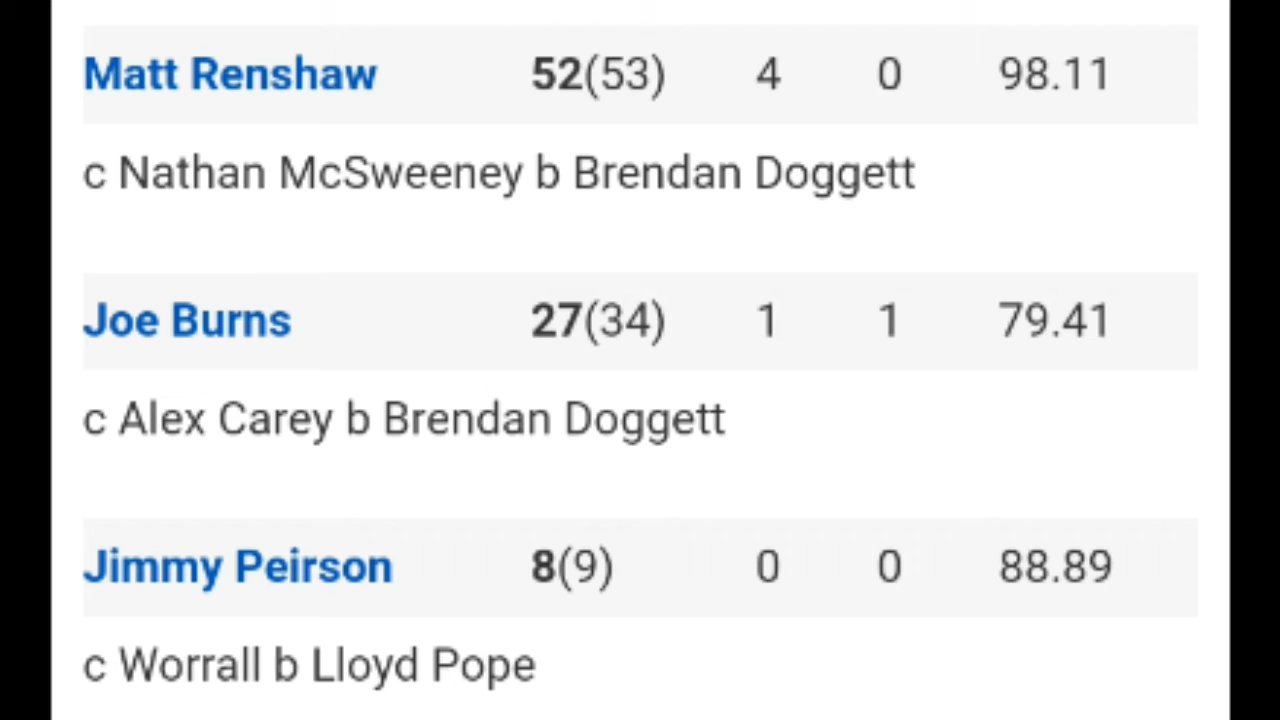 Matt Renshaw 52(53) 4 0 98.11
c Nathan McSweeney b Brendan Doggett
Joe Burns 27(34) 1 1 79.41
c Alex Carey b Brendan Doggett
Jimmy Peirson 8(9) 0 0 88.89
c Worrall b Lloyd Pope